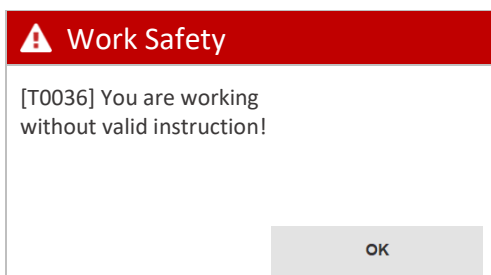 Work Safety
[T0036] You are working
without valid instruction!
OK